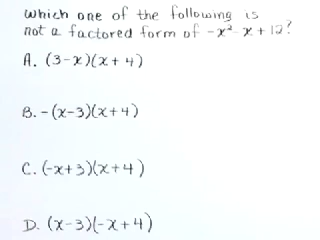 Which one of the following is
not a factored form of -x² x + 12?
A. (3-x)(x+4)
B. -(x-3)(x+4)
C. (-x+3)(x+4)
D. (x-3)(-x+4)